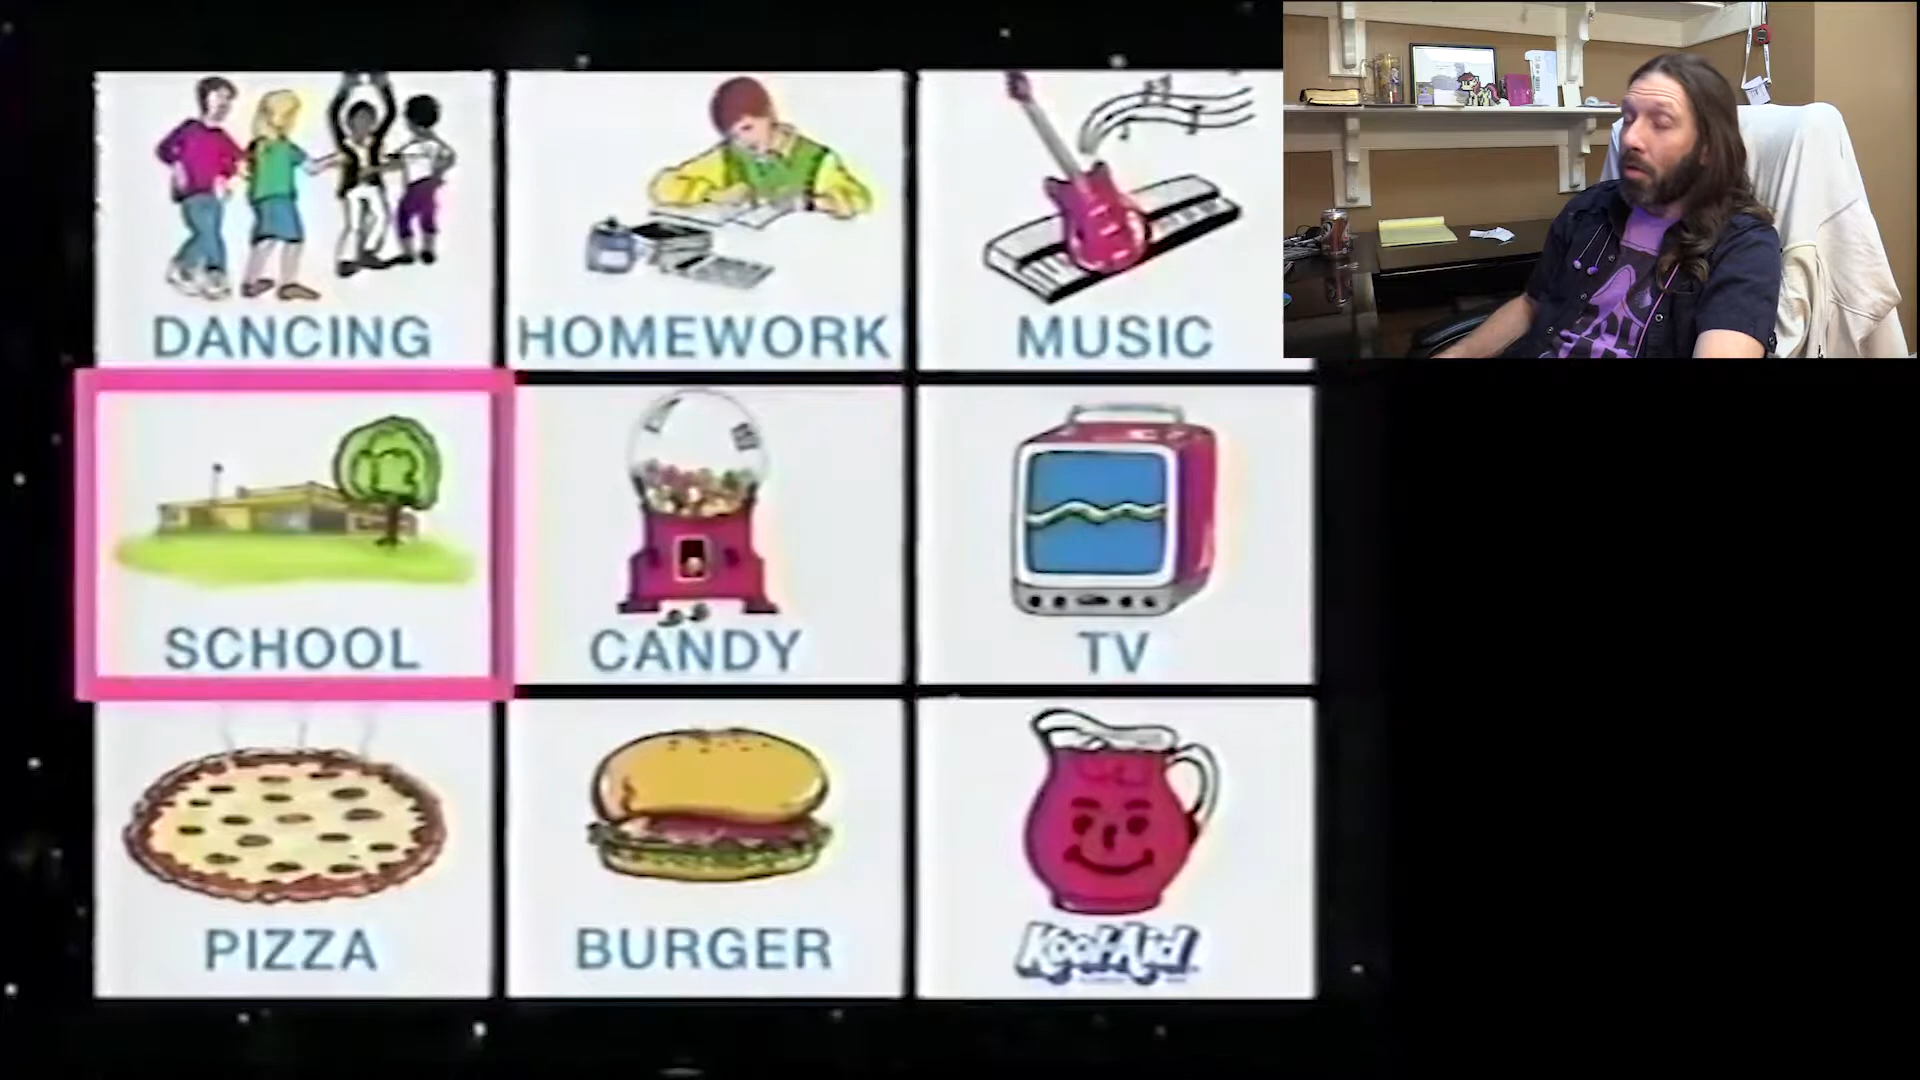 DANCING
HOMEWORK
MUSIC
SCHOOL
CANDY
TV
PIZZA
BURGER
Kool-Aid